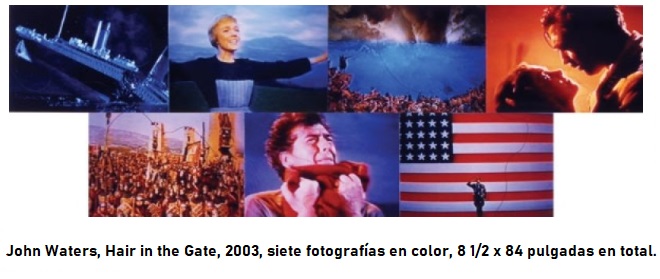 John Waters, Hair in the Gate, 2003, siete fotografías en color, 8 1/2 x 84 pulgadas en total.